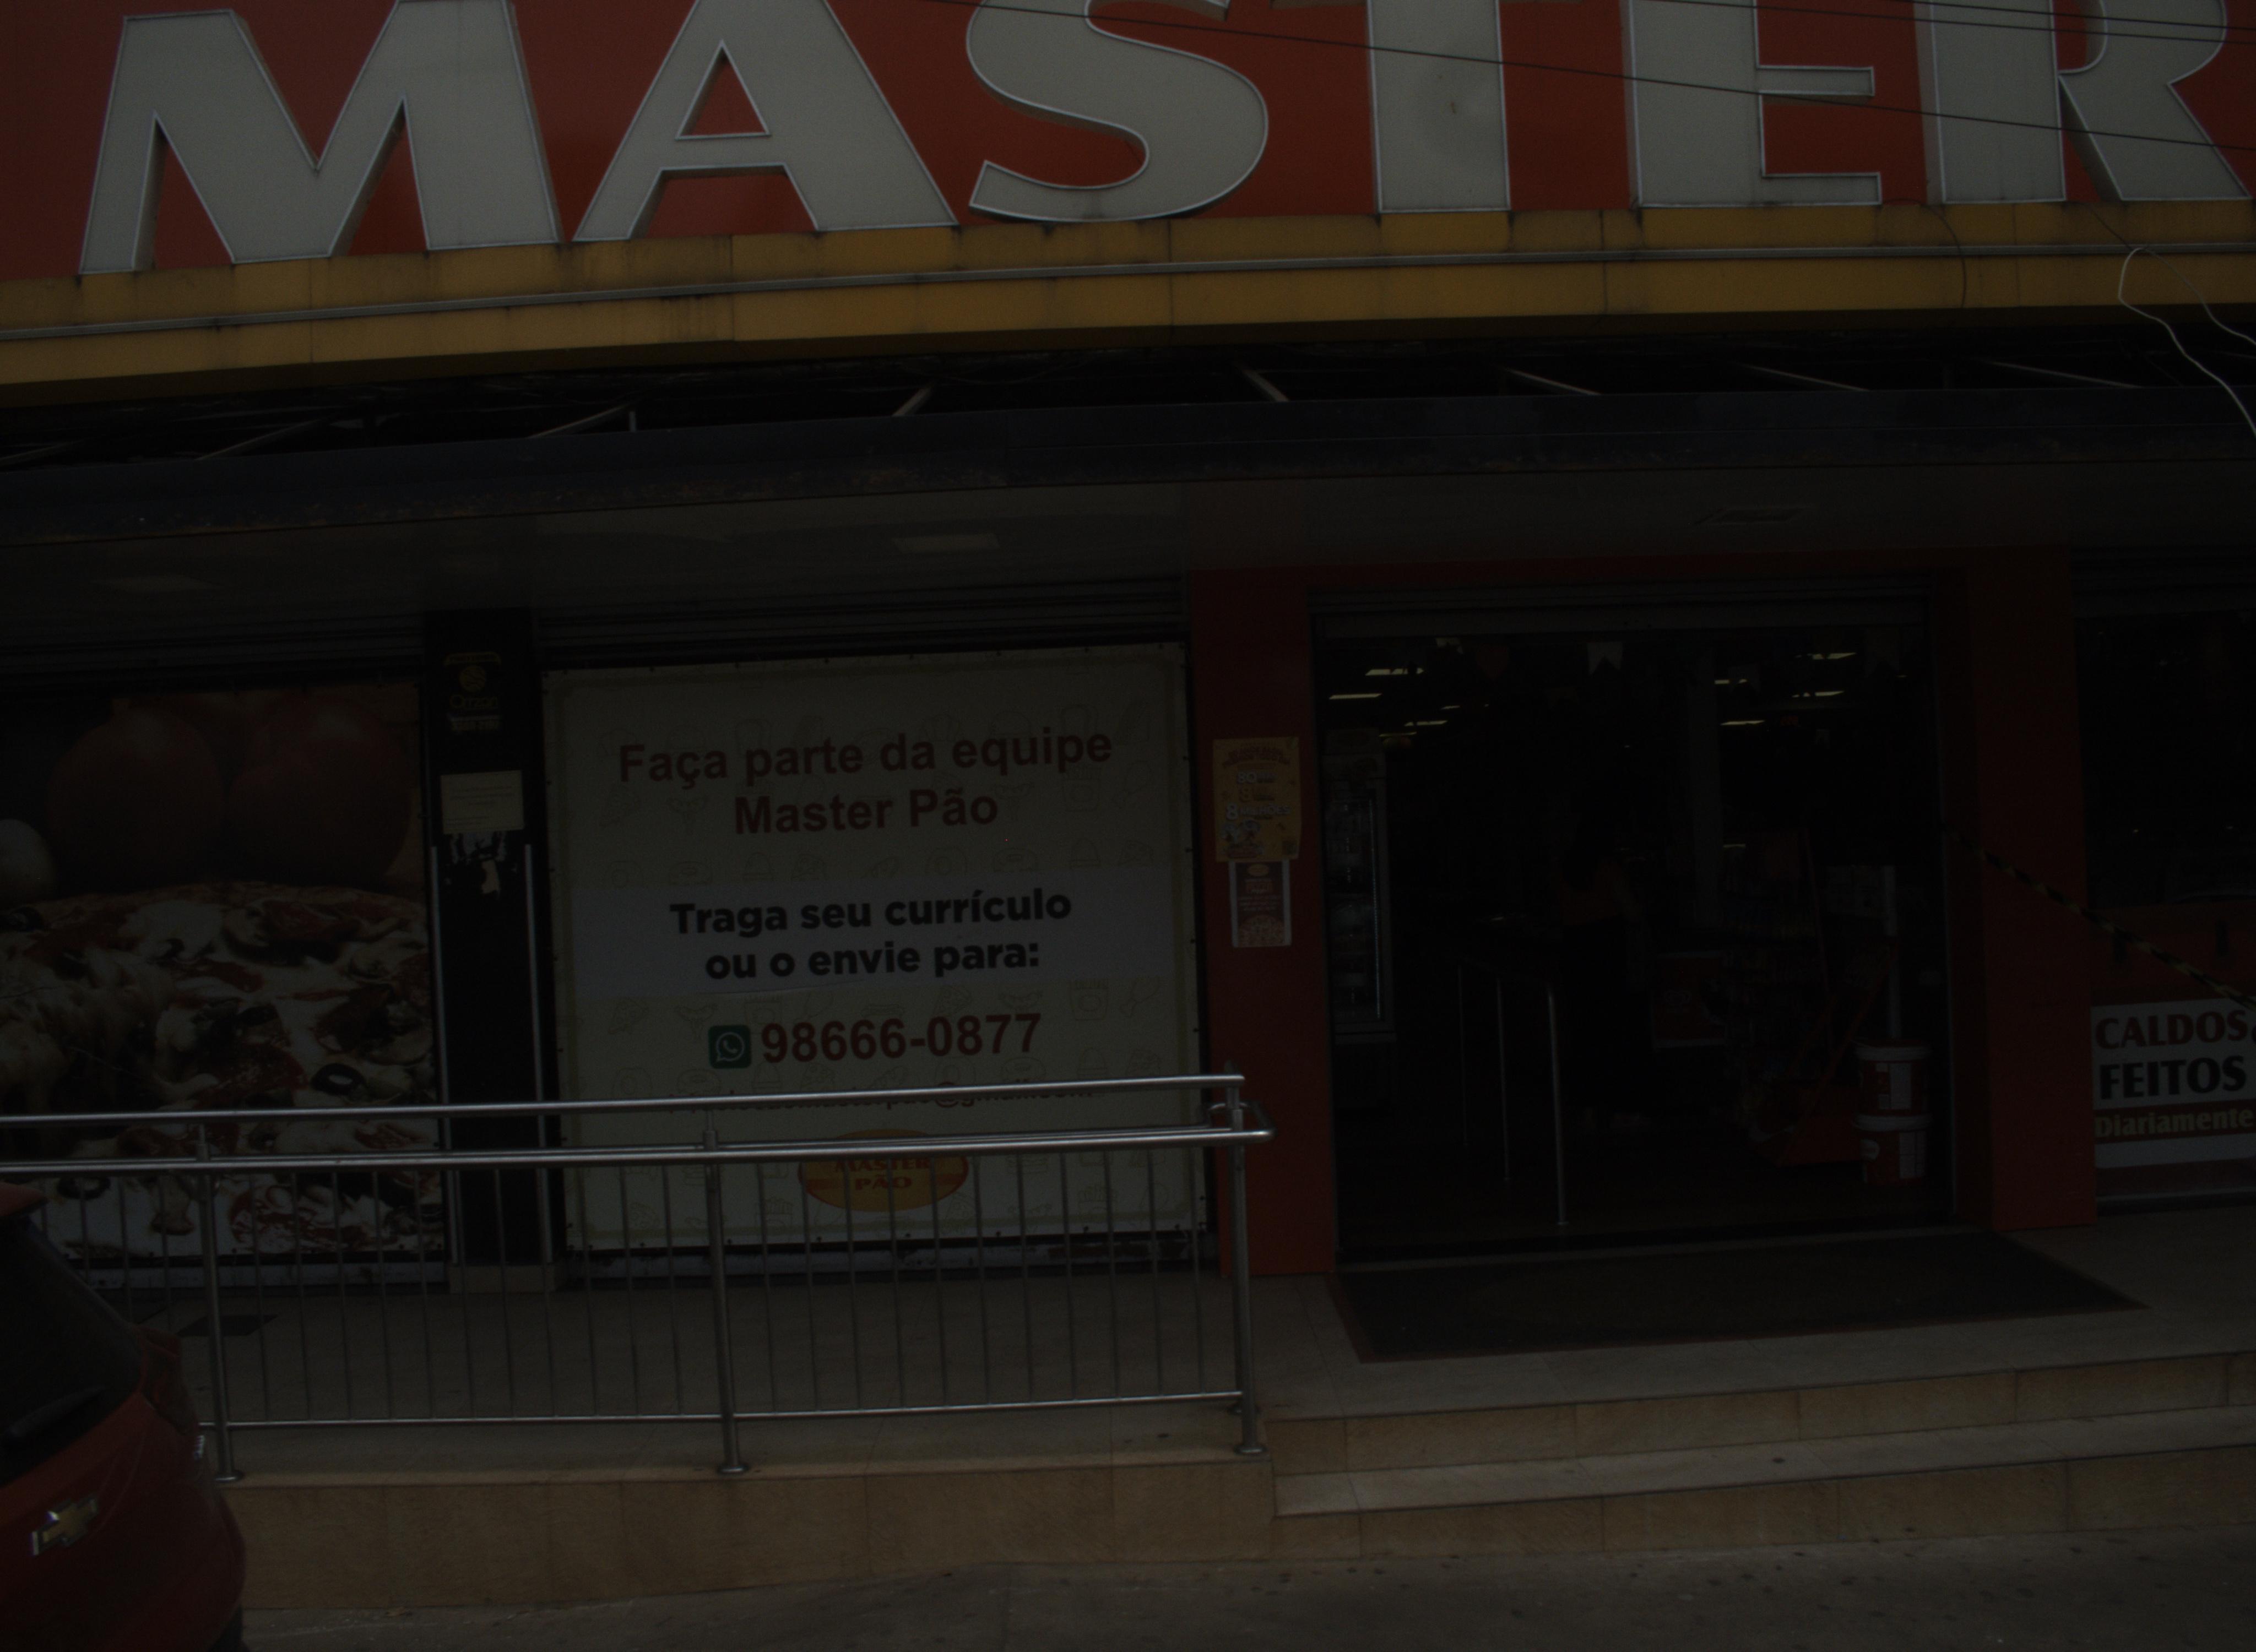 MASTER
Faça parte da equipe
Master Pão
Traga seu currículo
ou o envie para:
98666-0877
MASTER
PÃO
CALDOS
FEITOS
Diariamente